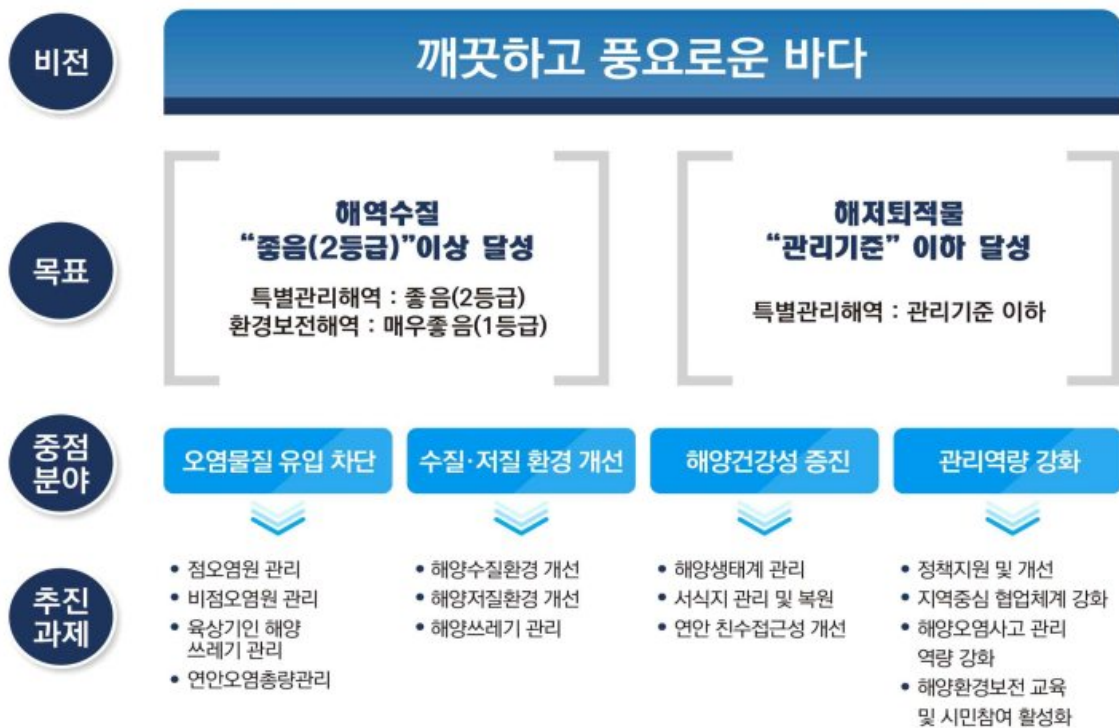 비전
깨끗하고 풍요로운 바다
목표
해역수질
“좋음(2등급)”이상 달성
특별관리해역 : 좋음(2등급)
환경보전해역 : 매우좋음(1등급)
해저퇴적물
“관리기준” 이하 달성
특별관리해역 : 관리기준 이하
중점
분야
오염물질 유입 차단
수질·저질 환경 개선
해양건강성 증진
관리역량 강화
추진
과제
• 점오염원 관리
• 비점오염원 관리
• 육상기인 해양
쓰레기 관리
• 연안오염총량관리
• 해양수질환경 개선
• 해양저질환경 개선
• 해양쓰레기 관리
• 해양생태계 관리
• 서식지 관리 및 복원
• 연안 친수접근성 개선
• 정책지원 및 개선
• 지역중심 협업체계 강화
• 해양오염사고 관리
역량 강화
• 해양환경보전 교육
및 시민참여 활성화